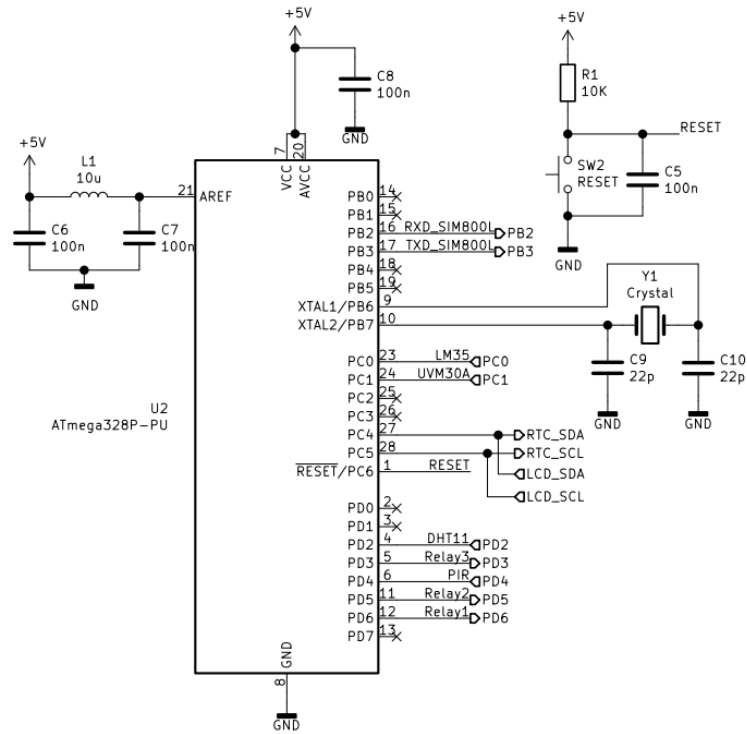 +5V
C8
100n
GND
+5V
R1
10K
RESET
SW2
RESET
C5
100n
GND
+5V
L1
10u
C6
100n
C7
100n
GND
7
20
VCC
AVCC
21
AREF
PB0
14
PB1
15
PB2
16
RXD_SIM800L
PB2
PB3
17
TXD_SIM800L
PB3
PB4
18
PB5
19
XTAL1/PB6
9
XTAL2/PB7
10
Y1
Crystal
C9
22p
GND
C10
22p
GND
PC0
23
LM35
PC0
PC1
24
UVM30A
PC1
PC2
25
PC3
26
PC4
27
RTC_SDA
PC5
28
RTC_SCL
RESET/PC6
1
RESET
LCD_SDA
LCD_SCL
U2
ATmega328P-PU
PD0
2
PD1
3
PD2
4
DHT11
PD2
PD3
5
Relay3
PD3
PD4
6
PIR
PD4
PD5
11
Relay2
PD5
PD6
12
Relay1
PD6
PD7
13
GND
8
GND